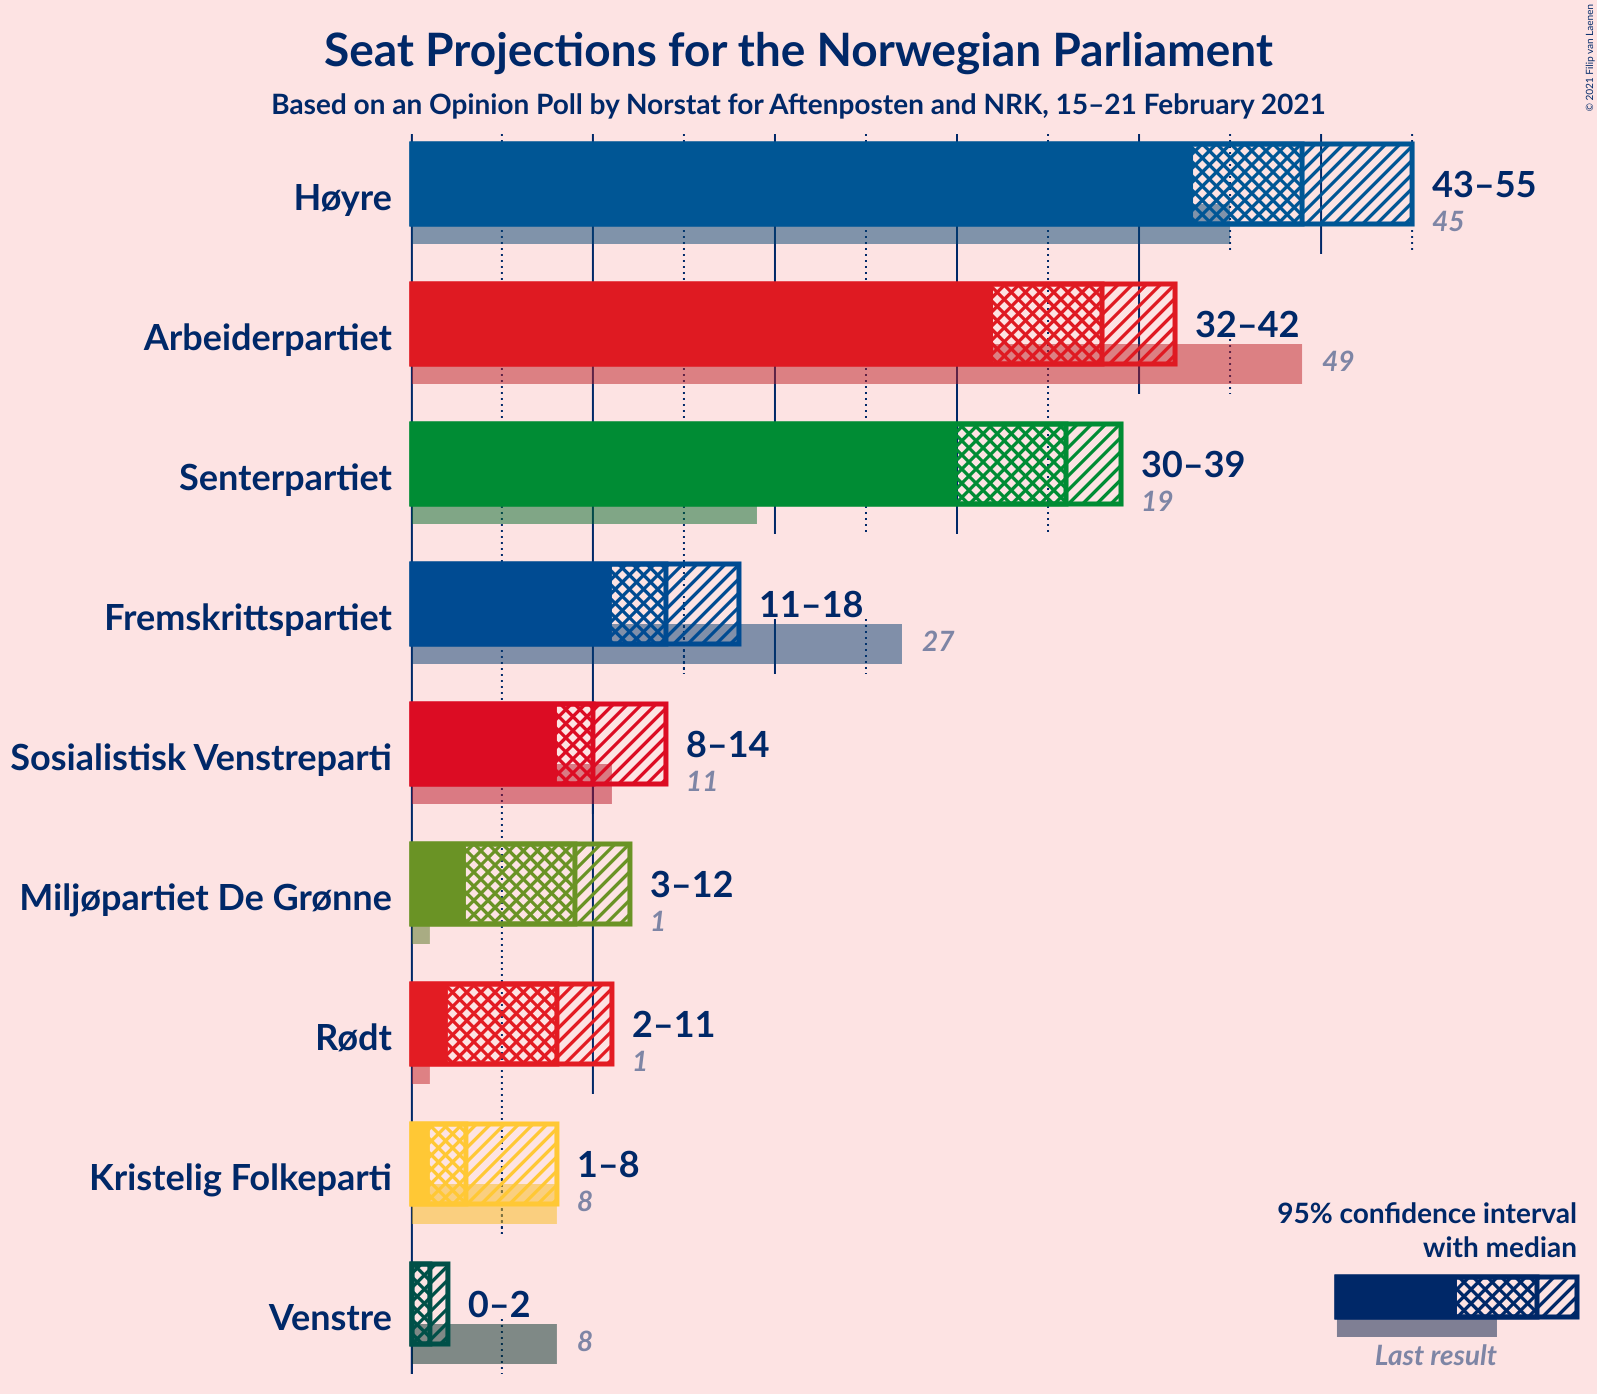 Seat Projections for the Norwegian Parliament
Based on an Opinion Poll by Norstat for Aftenposten and NRK, 15–21 February 2021
© 2021 Filip van Laenen
Høyre
43–55
45
Arbeiderpartiet
32–42
49
Senterpartiet
30–39
19
Fremskrittspartiet
11–18
27
Sosialistisk Venstreparti
8–14
11
Miljøpartiet De Grønne
3–12
1
Rødt
2–11
1
Kristelig Folkeparti
1–8
8
Venstre
0–2
8
95% confidence interval
with median
Last result